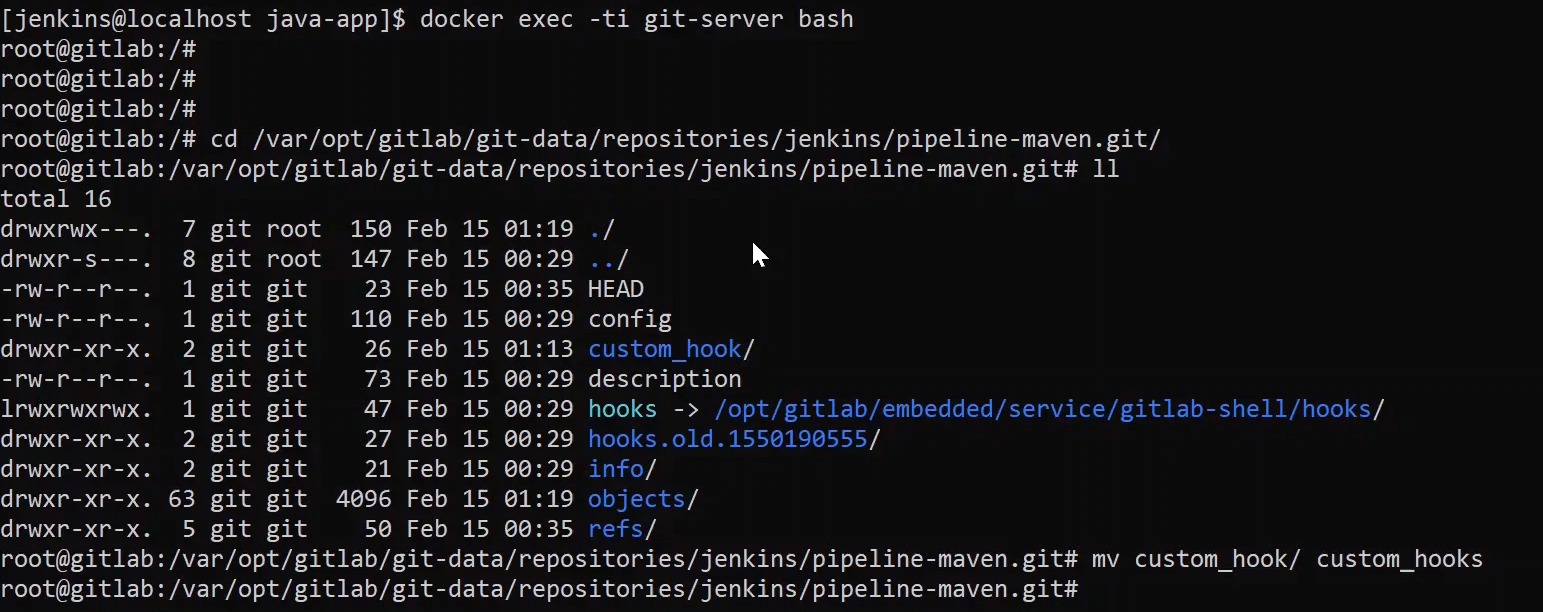 [jenkins@localhost java-app]$ docker exec -ti git-server bash
root@gitlab:/#
root@gitlab:/#
root@gitlab:/#
root@gitlab:/# cd /var/opt/gitlab/git-data/repositories/jenkins/pipeline-maven.git/
root@gitlab:/var/opt/gitlab/git-data/repositories/jenkins/pipeline-maven.git# ll
total 16
drwxrwx---.  7 git root  150 Feb 15 01:19 ./
drwxr-s---.  8 git root  147 Feb 15 00:29 ../
-rw-r--r--.  1 git git    23 Feb 15 00:35 HEAD
-rw-r--r--.  1 git git   110 Feb 15 00:29 config
drwxr-xr-x.  2 git git    26 Feb 15 01:13 custom_hook/
-rw-r--r--.  1 git git    73 Feb 15 00:29 description
lrwxrwxrwx.  1 git git    47 Feb 15 00:29 hooks -> /opt/gitlab/embedded/service/gitlab-shell/hooks/
drwxr-xr-x.  2 git git    27 Feb 15 00:29 hooks.old.1550190555/
drwxr-xr-x.  2 git git    21 Feb 15 00:29 info/
drwxr-xr-x. 63 git git  4096 Feb 15 01:19 objects/
drwxr-xr-x.  5 git git    50 Feb 15 00:35 refs/
root@gitlab:/var/opt/gitlab/git-data/repositories/jenkins/pipeline-maven.git# mv custom_hook/ custom_hooks
root@gitlab:/var/opt/gitlab/git-data/repositories/jenkins/pipeline-maven.git#